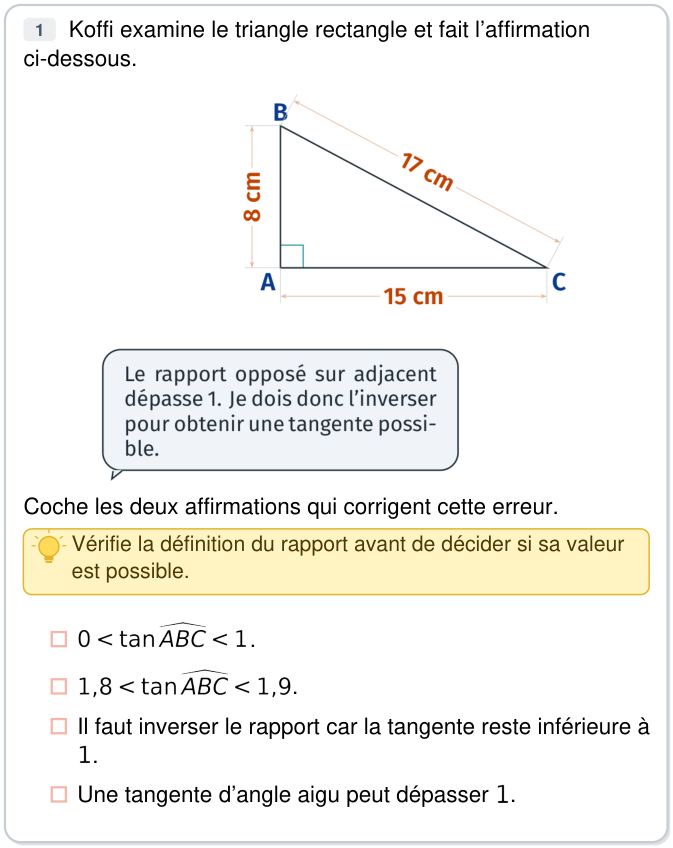 1 Koffi examine le triangle rectangle et fait l’affirmation
ci-dessous.
B
17 cm
8 cm
A
C
15 cm
Le rapport opposé sur adjacent
dépasse 1. Je dois donc l’inverser
pour obtenir une tangente possi-
ble.
Coche les deux affirmations qui corrigent cette erreur.
Vérifie la définition du rapport avant de décider si sa valeur
est possible.
0 < tan \widehat{ABC} < 1.
1,8 < tan \widehat{ABC} < 1,9.
Il faut inverser le rapport car la tangente reste inférieure à
1.
Une tangente d’angle aigu peut dépasser 1.